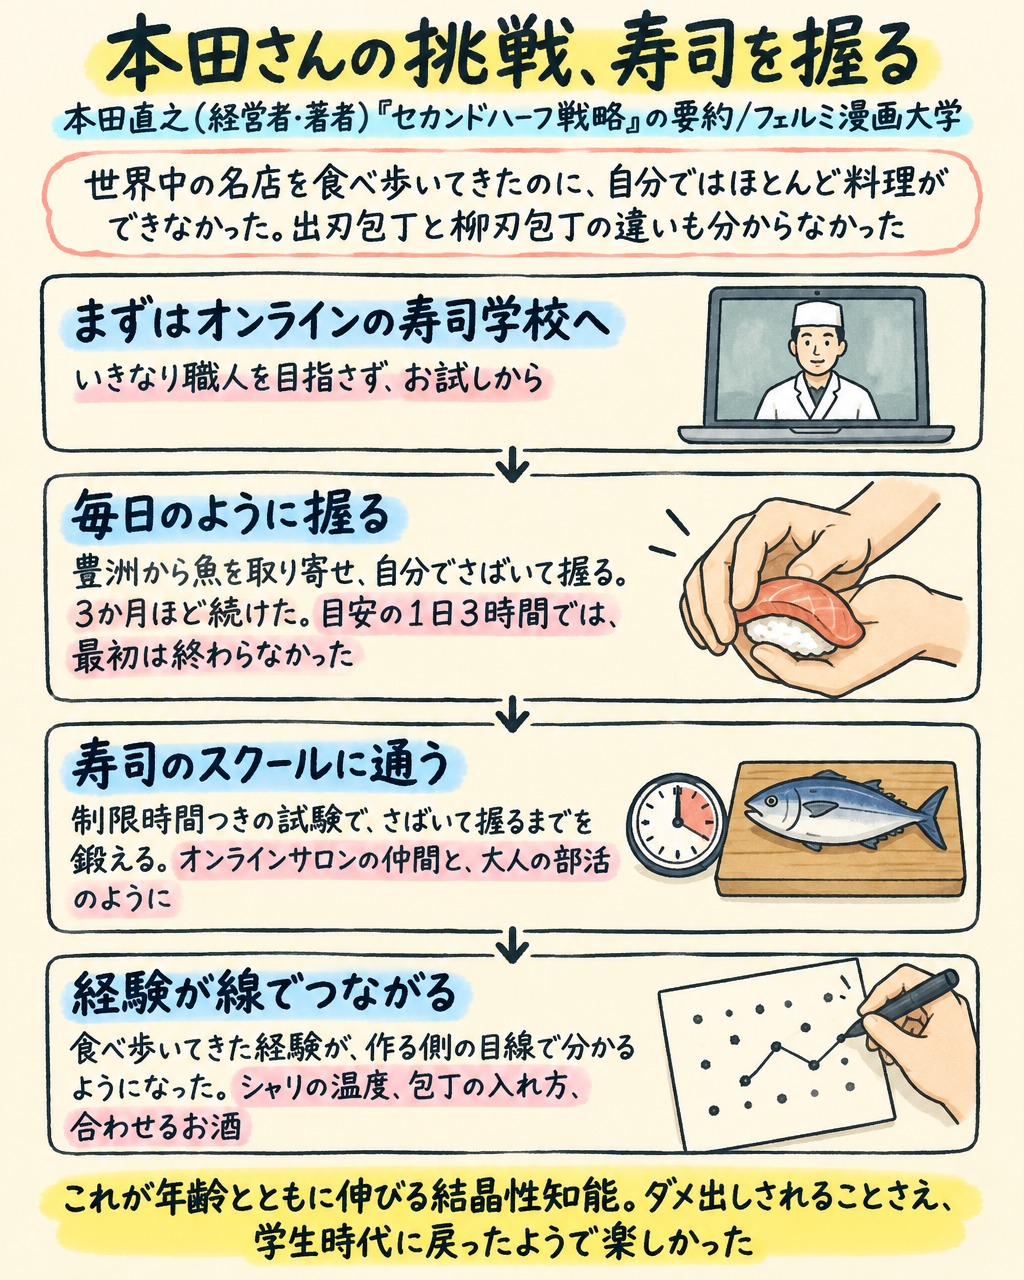 本田さんの挑戦、寿司を握る
本田直之(経営者・著者)『セカンドハーフ戦略』の要約/フェルミ漫画大学
世界中の名店を食べ歩いてきたのに、自分ではほとんど料理が
できなかった。出刃包丁と柳刃包丁の違いも分からなかった
まずはオンラインの寿司学校へ
いきなり職人を目指さず、お試しから
毎日のように握る
豊洲から魚を取り寄せ、自分でさばいて握る。
3か月ほど続けた。目安の1日3時間では、
最初は終わらなかった
寿司のスクールに通う
制限時間つきの試験で、さばいて握るまでを
鍛える。オンラインサロンの仲間と、大人の部活
のように
経験が線でつながる
食べ歩いてきた経験が、作る側の目線で分かる
ようになった。シャリの温度、包丁の入れ方、
合わせるお酒
これが年齢とともに伸びる結晶性知能。ダメ出しされることさえ、
学生時代に戻ったようで楽しかった